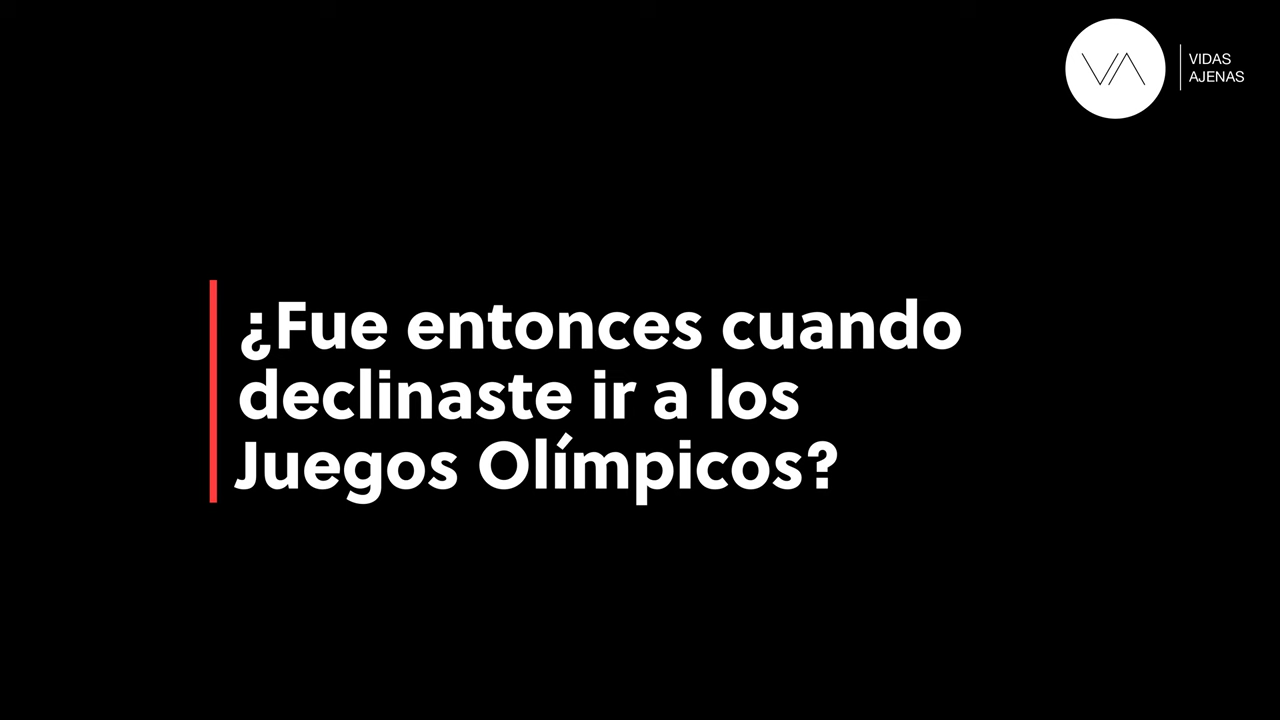 VIDAS
AJENAS
¿Fue entonces cuando
declinaste ir a los
Juegos Olímpicos?